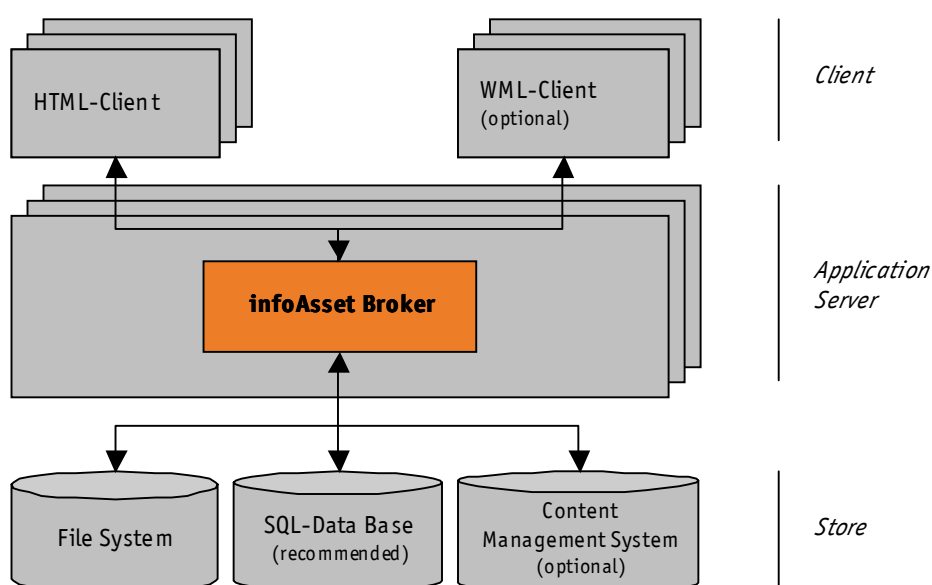 HTML-Client
WML-Client
(optional)
Client
infoAsset Broker
Application
Server
File System
SQL-Data Base
(recommended)
Content
Management System
(optional)
Store